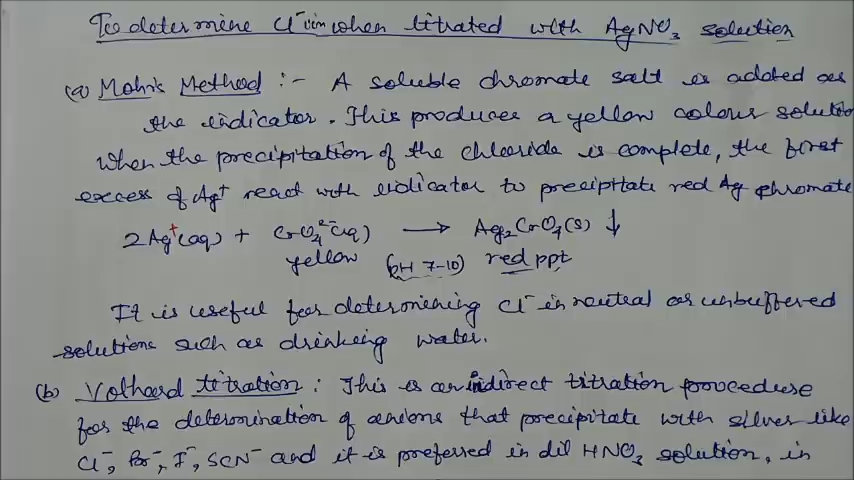 To determine Cl⁻ ion when titrated with AgNO₃ solution
(a) Mohr's Method :- A soluble chromate salt is added as
the indicator. This produces a yellow colour solution
when the precipitation of the chloride is complete, the first
excess of Ag⁺ react with indicator to precipitate red Ag chromate
2Ag⁺(aq) + CrO₄²⁻(aq) ⟶ Ag₂CrO₄(s) ↓
yellow (pH 7-10) red ppt
It is useful for determining Cl⁻ in neutral or unbuffered
solutions such as drinking water.
(b) Volhard titration : This is an indirect titration procedure
for the determination of anions that precipitate with silver like
Cl⁻, Br⁻, I⁻, SCN⁻ and it is preferred in dil HNO₃ solution, in